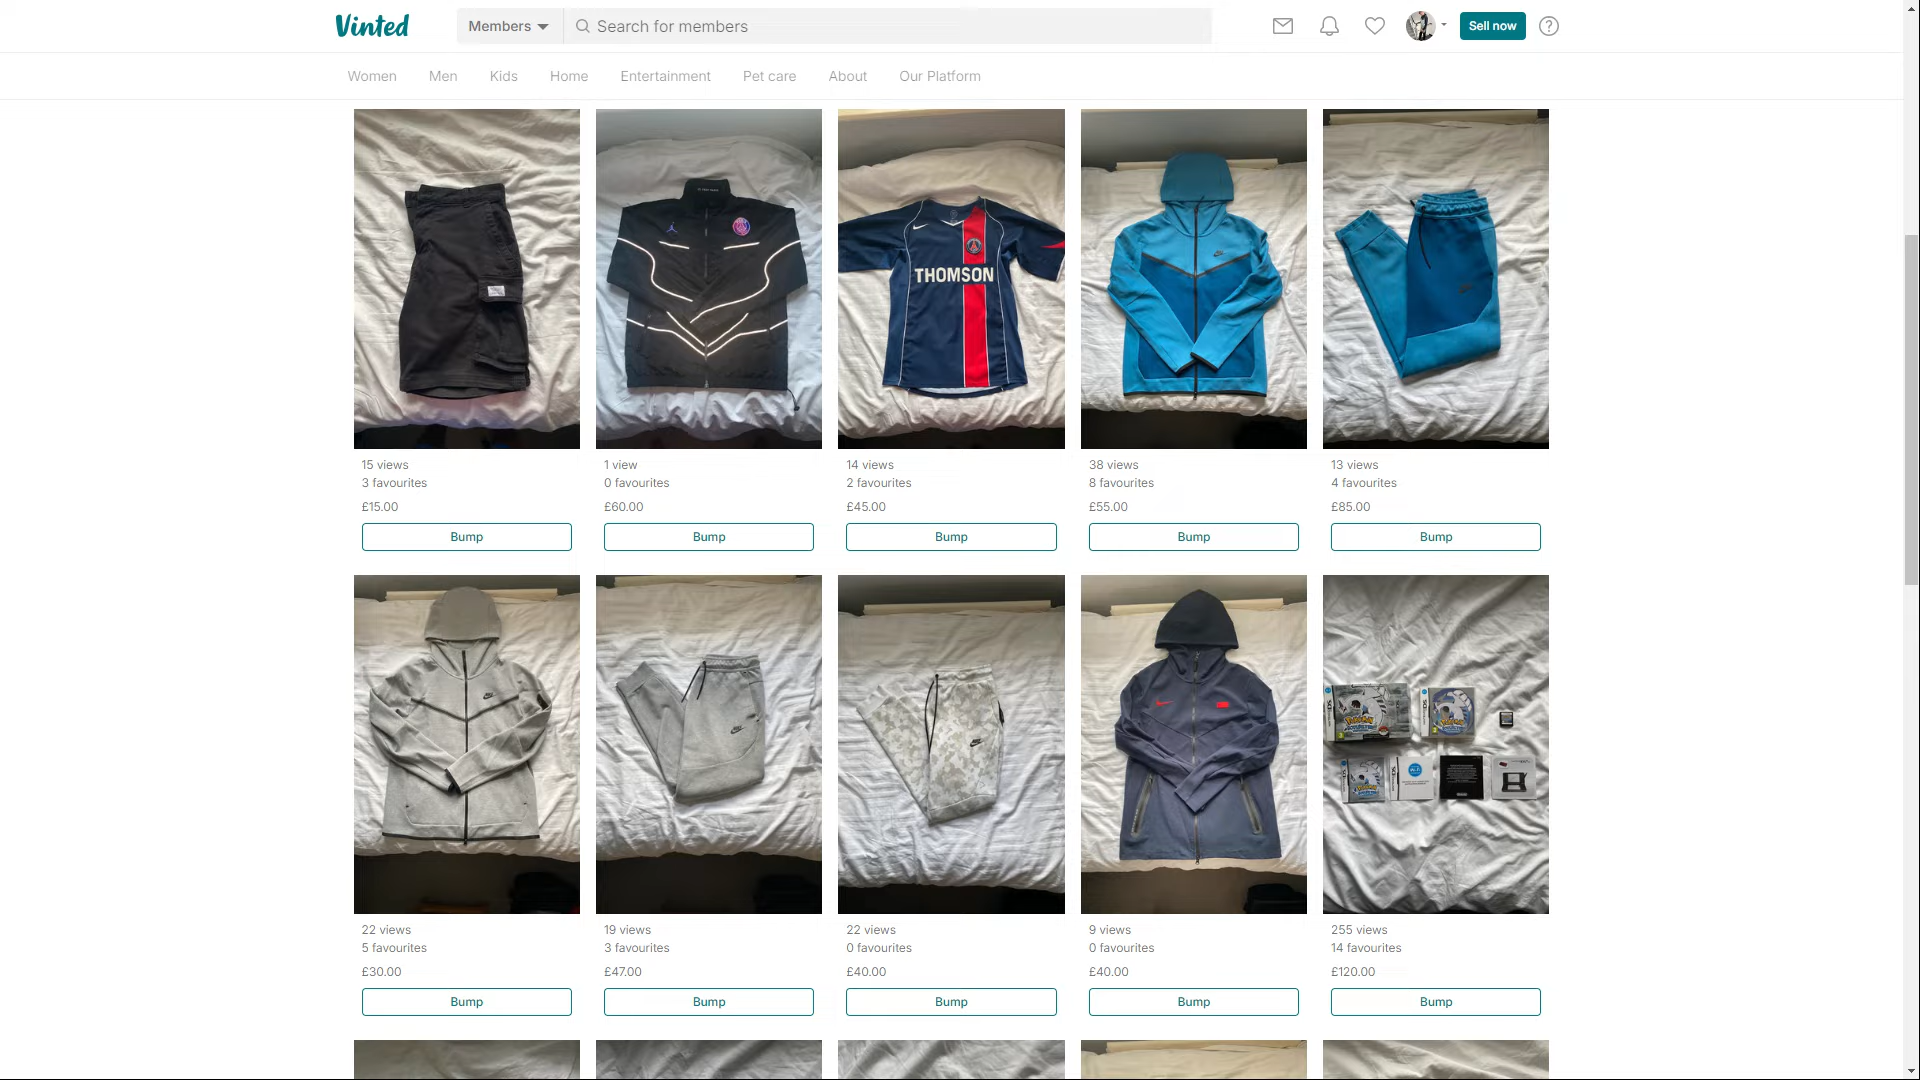 Vinted
Members
Search for members
Sell now
Women
Men
Kids
Home
Entertainment
Pet care
About
Our Platform
THOMSON
15 views
3 favourites
£15.00
Bump
1 view
0 favourites
£60.00
Bump
14 views
2 favourites
£45.00
Bump
38 views
8 favourites
£55.00
Bump
13 views
4 favourites
£85.00
Bump
22 views
5 favourites
£30.00
Bump
19 views
3 favourites
£47.00
Bump
22 views
0 favourites
£40.00
Bump
9 views
0 favourites
£40.00
Bump
255 views
14 favourites
£120.00
Bump